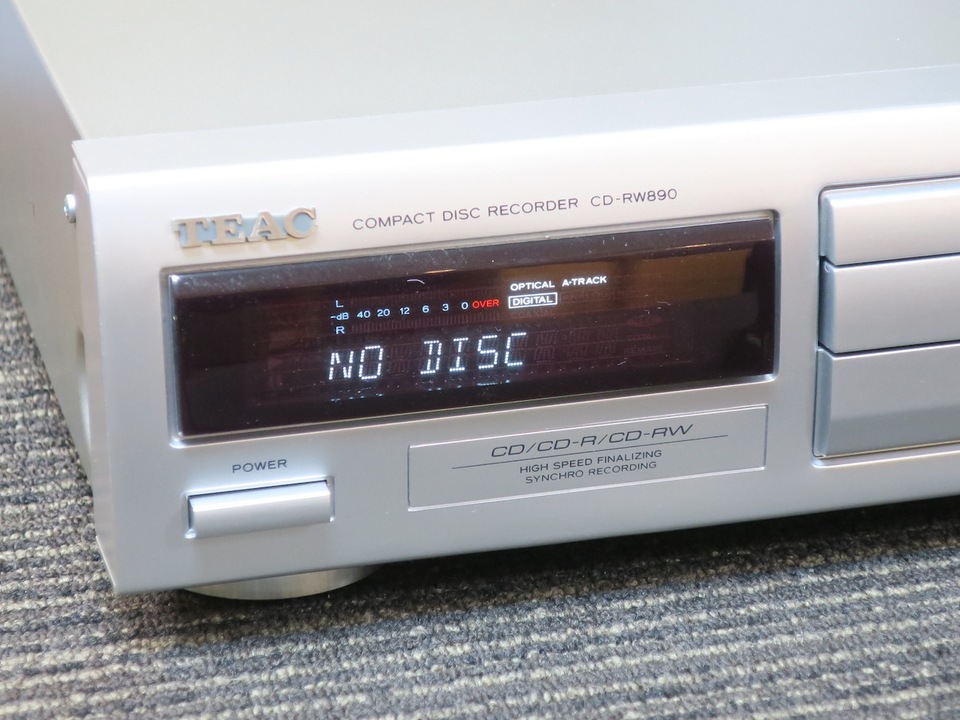 TEAC
COMPACT DISC RECORDER CD-RW890
OPTICAL A-TRACK
DIGITAL
L
-dB 40 20 12 6 3 0 OVER
R
NO DISC
CD/CD-R/CD-RW
HIGH SPEED FINALIZING
SYNCHRO RECORDING
POWER